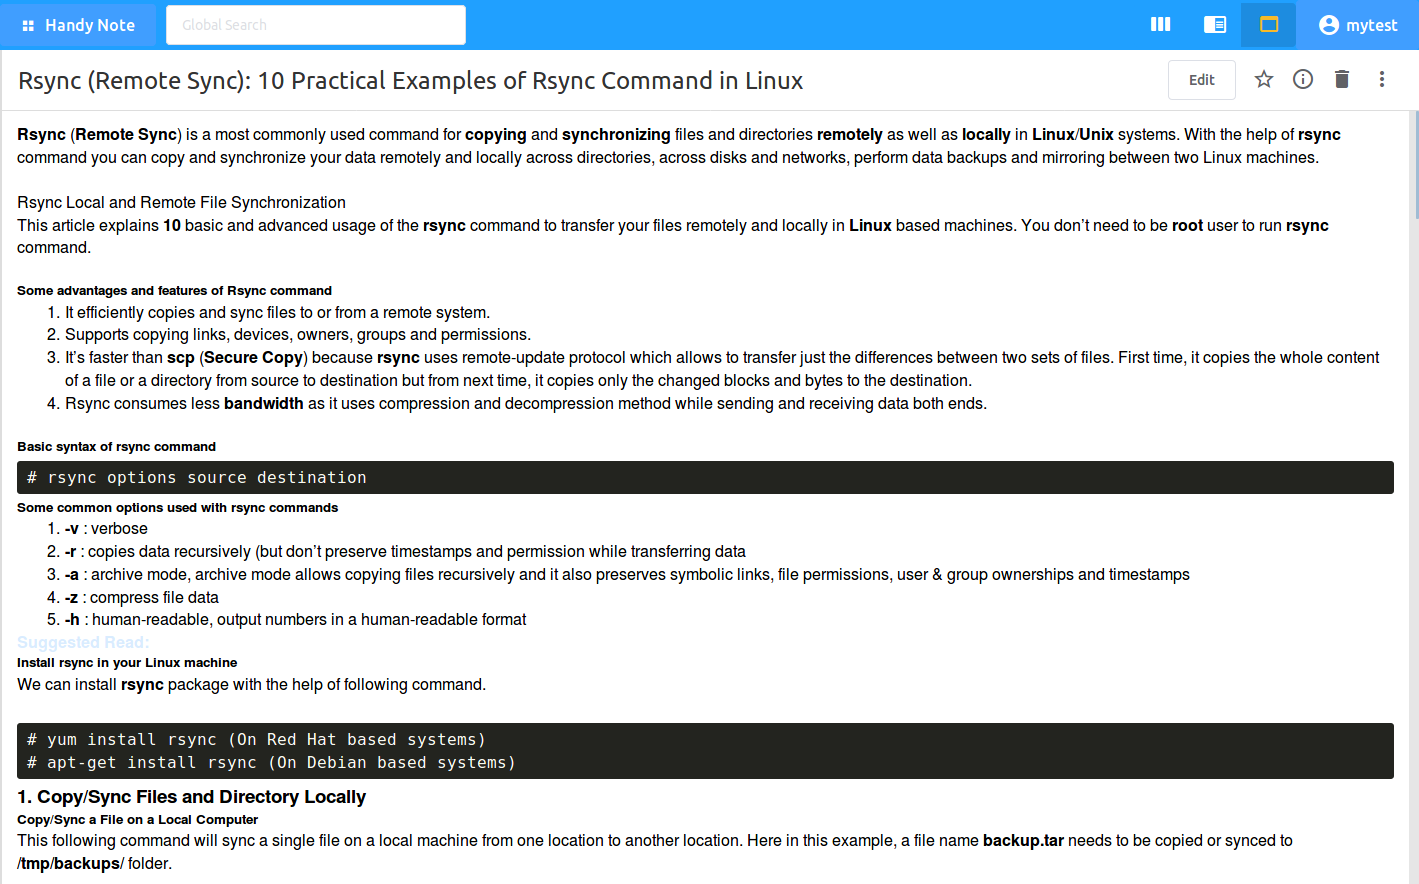 Handy Note
Global Search
mytest
Rsync (Remote Sync): 10 Practical Examples of Rsync Command in Linux
Edit
Rsync (Remote Sync) is a most commonly used command for copying and synchronizing files and directories remotely as well as locally in Linux/Unix systems. With the help of rsync
command you can copy and synchronize your data remotely and locally across directories, across disks and networks, perform data backups and mirroring between two Linux machines.
Rsync Local and Remote File Synchronization
This article explains 10 basic and advanced usage of the rsync command to transfer your files remotely and locally in Linux based machines. You don’t need to be root user to run rsync
command.
Some advantages and features of Rsync command
1. It efficiently copies and sync files to or from a remote system.
2. Supports copying links, devices, owners, groups and permissions.
3. It’s faster than scp (Secure Copy) because rsync uses remote-update protocol which allows to transfer just the differences between two sets of files. First time, it copies the whole content
of a file or a directory from source to destination but from next time, it copies only the changed blocks and bytes to the destination.
4. Rsync consumes less bandwidth as it uses compression and decompression method while sending and receiving data both ends.
Basic syntax of rsync command
# rsync options source destination
Some common options used with rsync commands
1. -v : verbose
2. -r : copies data recursively (but don’t preserve timestamps and permission while transferring data
3. -a : archive mode, archive mode allows copying files recursively and it also preserves symbolic links, file permissions, user & group ownerships and timestamps
4. -z : compress file data
5. -h : human-readable, output numbers in a human-readable format
Suggested Read:
Install rsync in your Linux machine
We can install rsync package with the help of following command.
# yum install rsync (On Red Hat based systems)
# apt-get install rsync (On Debian based systems)
1. Copy/Sync Files and Directory Locally
Copy/Sync a File on a Local Computer
This following command will sync a single file on a local machine from one location to another location. Here in this example, a file name backup.tar needs to be copied or synced to
/tmp/backups/ folder.